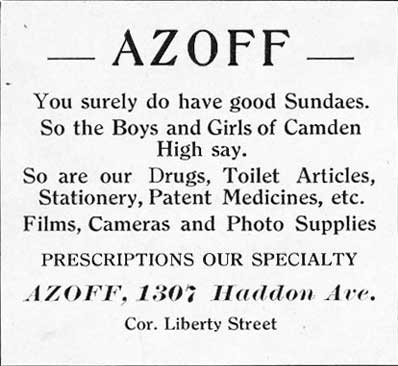 — AZOFF —
You surely do have good Sundaes.
So the Boys and Girls of Camden
High say.
So are our Drugs, Toilet Articles,
Stationery, Patent Medicines, etc.
Films, Cameras and Photo Supplies
PRESCRIPTIONS OUR SPECIALTY
AZOFF, 1307 Haddon Ave.
Cor. Liberty Street